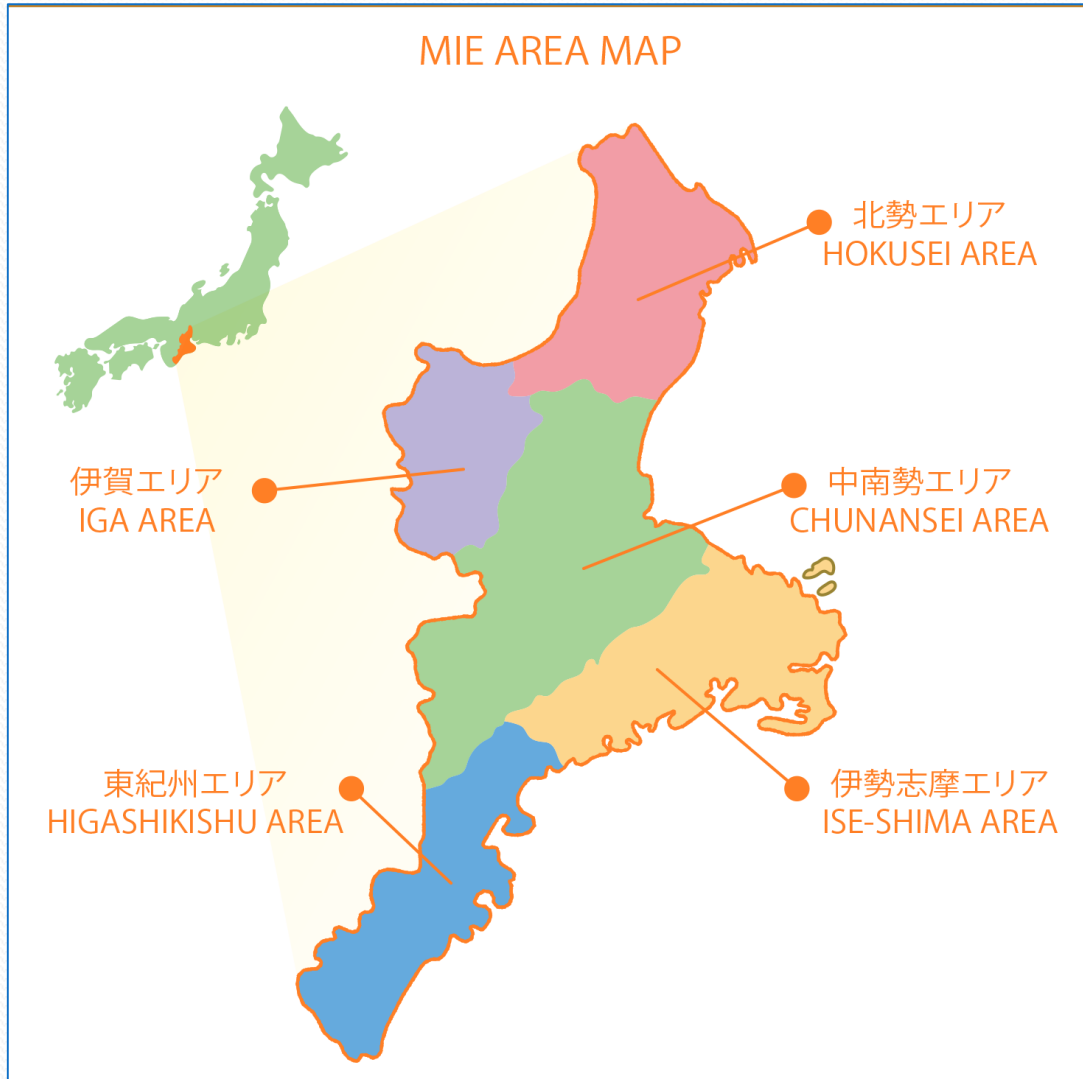 MIE AREA MAP
北勢エリア
HOKUSEI AREA
伊賀エリア
IGA AREA
中南勢エリア
CHUNANSEI AREA
東紀州エリア
HIGASHIKISHU AREA
伊勢志摩エリア
ISE-SHIMA AREA